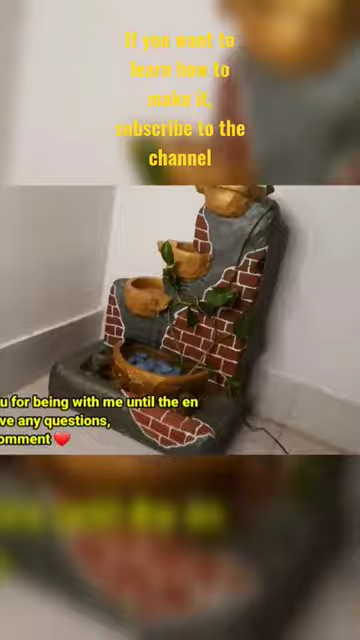 If you want to
learn how to
make it,
subscribe to the
channel
u for being with me until the en
ve any questions,
omment ❤️